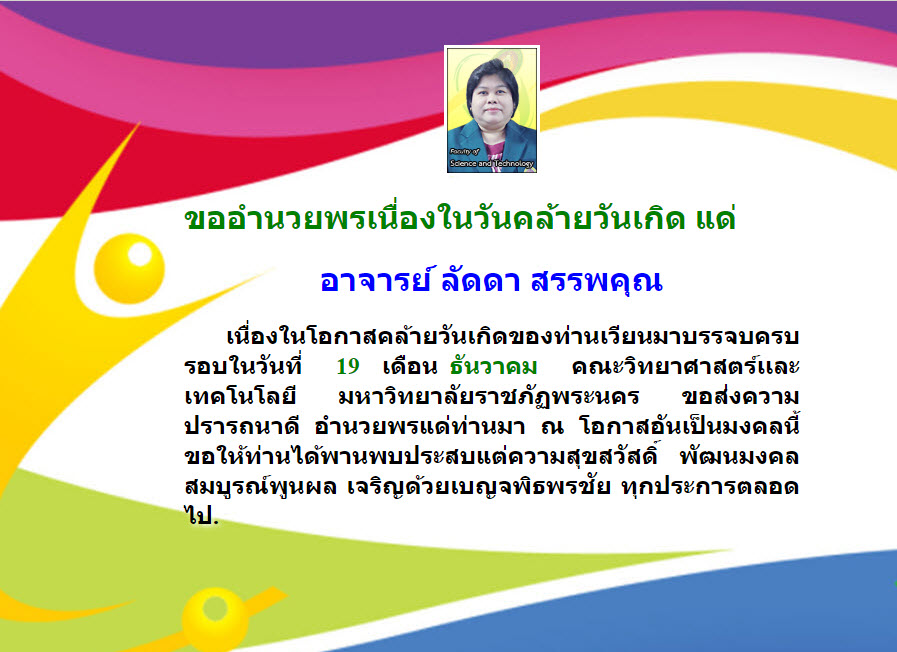 Faculty of
Science and Technology
ขออำนวยพรเนื่องในวันคล้ายวันเกิด แด่
อาจารย์ ลัดดา สรรพคุณ
เนื่องในโอกาสคล้ายวันเกิดของท่านเวียนมาบรรจบครบ
รอบในวันที่ 19 เดือน ธันวาคม คณะวิทยาศาสตร์และ
เทคโนโลยี มหาวิทยาลัยราชภัฏพระนคร ขอส่งความ
ปรารถนาดี อำนวยพรแด่ท่านมา ณ โอกาสอันเป็นมงคลนี้
ขอให้ท่านได้พานพบประสบแต่ความสุขสวัสดิ์ พัฒนมงคล
สมบูรณ์พูนผล เจริญด้วยเบญจพิธพรชัย ทุกประการตลอด
ไป.